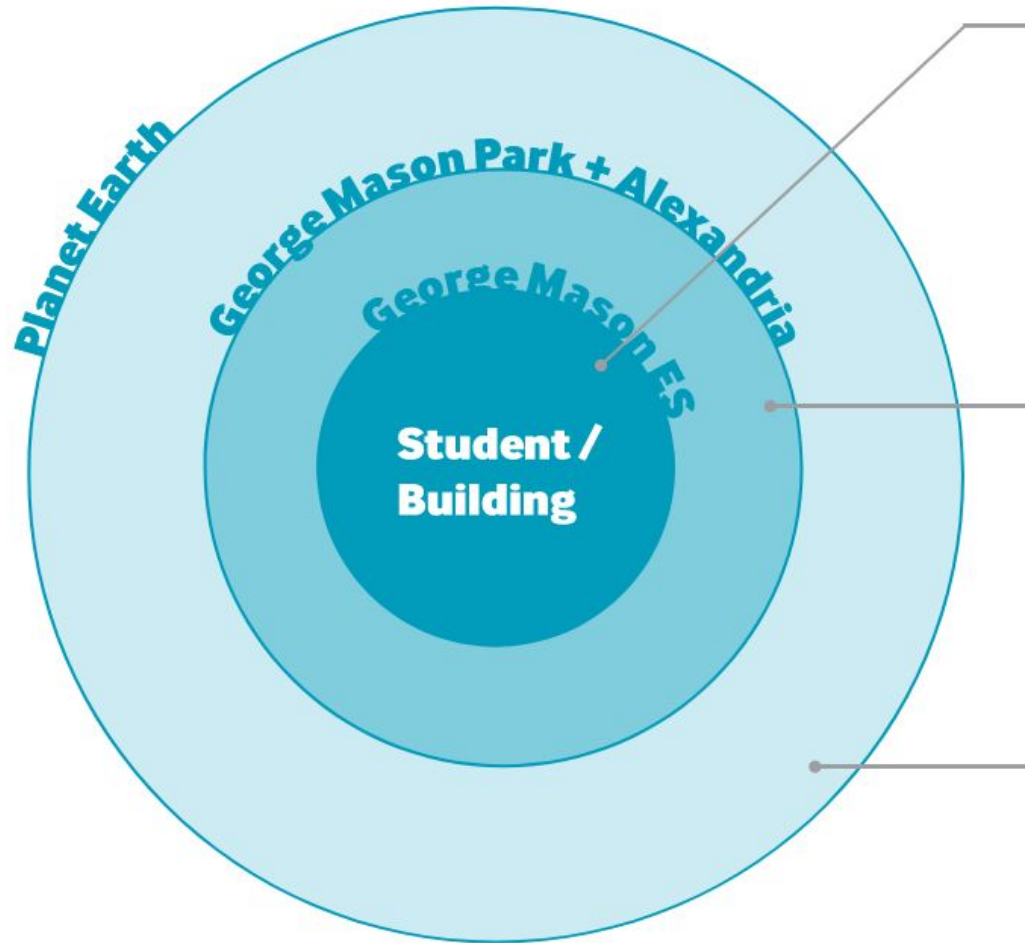 Planet Earth
George Mason Park + Alexandria
George Mason ES
Student /
Building